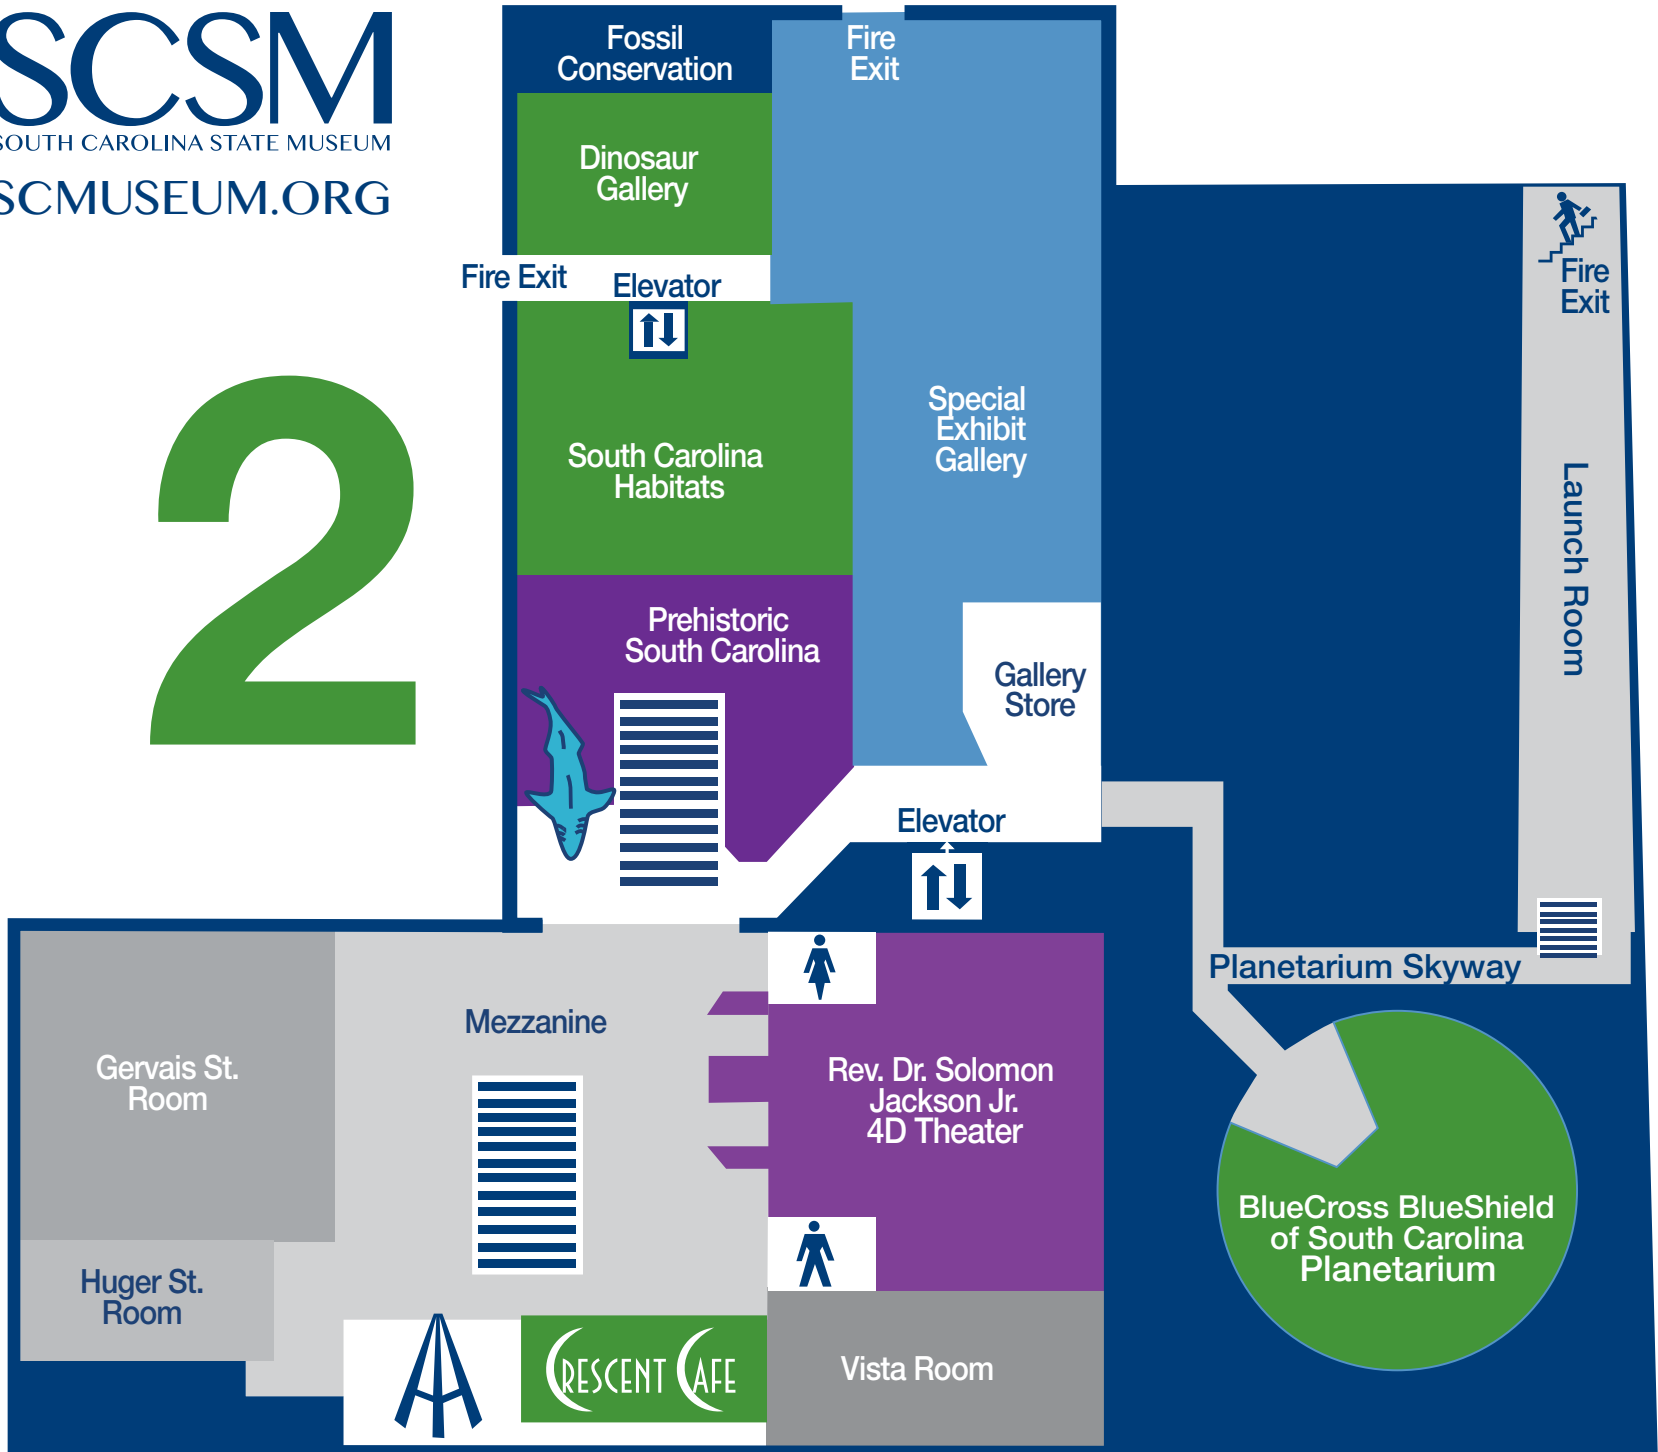 SCSM
SOUTH CAROLINA STATE MUSEUM
SCMUSEUM.ORG
2
Fossil
Conservation
Fire
Exit
Dinosaur
Gallery
Fire Exit
Elevator
Fire
Exit
Special
Exhibit
Gallery
South Carolina
Habitats
Launch Room
Prehistoric
South Carolina
Gallery
Store
Elevator
Planetarium Skyway
Mezzanine
Gervais St.
Room
Rev. Dr. Solomon
Jackson Jr.
4D Theater
BlueCross BlueShield
of South Carolina
Planetarium
Huger St.
Room
CRESCENT CAFE
Vista Room